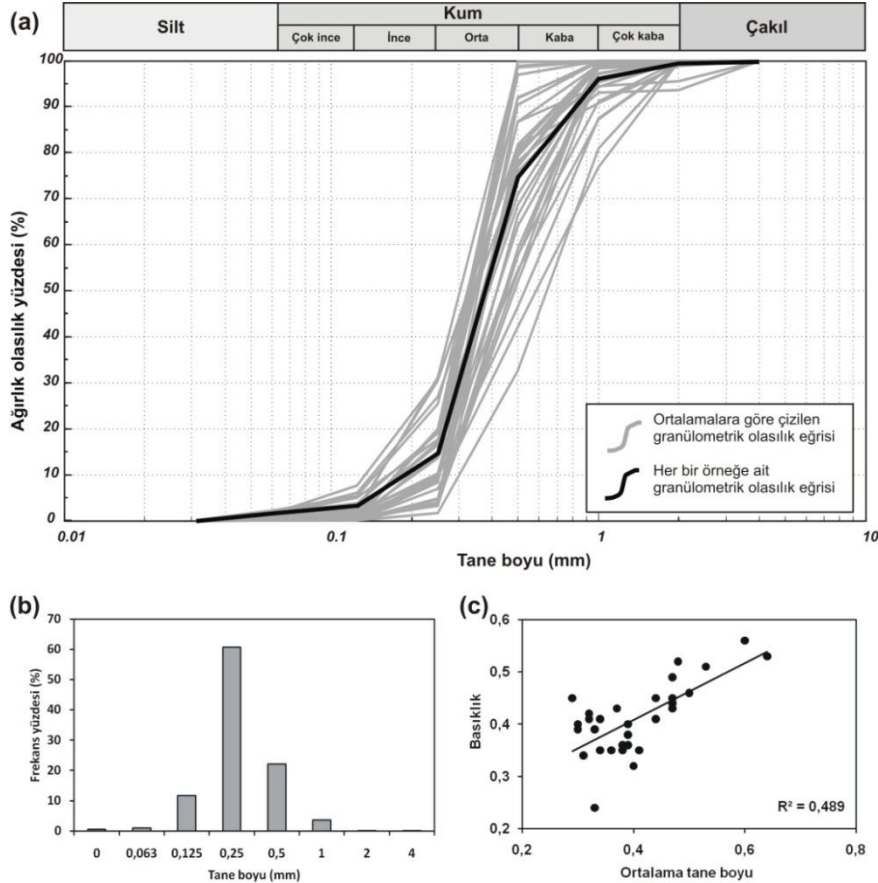 (a)
Silt
Kum
Çakıl
Çok ince
İnce
Orta
Kaba
Çok kaba
Ağırlık olasılık yüzdesi (%)
100
90
80
70
60
50
40
30
20
10
0
0.01
0.1
1
10
Tane boyu (mm)
Ortalamalara göre çizilen
granülometrik olasılık eğrisi
Her bir örneğe ait
granülometrik olasılık eğrisi
(b)
Frekans yüzdesi (%)
70
60
50
40
30
20
10
0
0 0,063 0,125 0,25 0,5 1 2 4
Tane boyu (mm)
(c)
Basıklık
0,6
0,5
0,4
0,3
0,2
R² = 0,489
0,2 0,4 0,6 0,8
Ortalama tane boyu